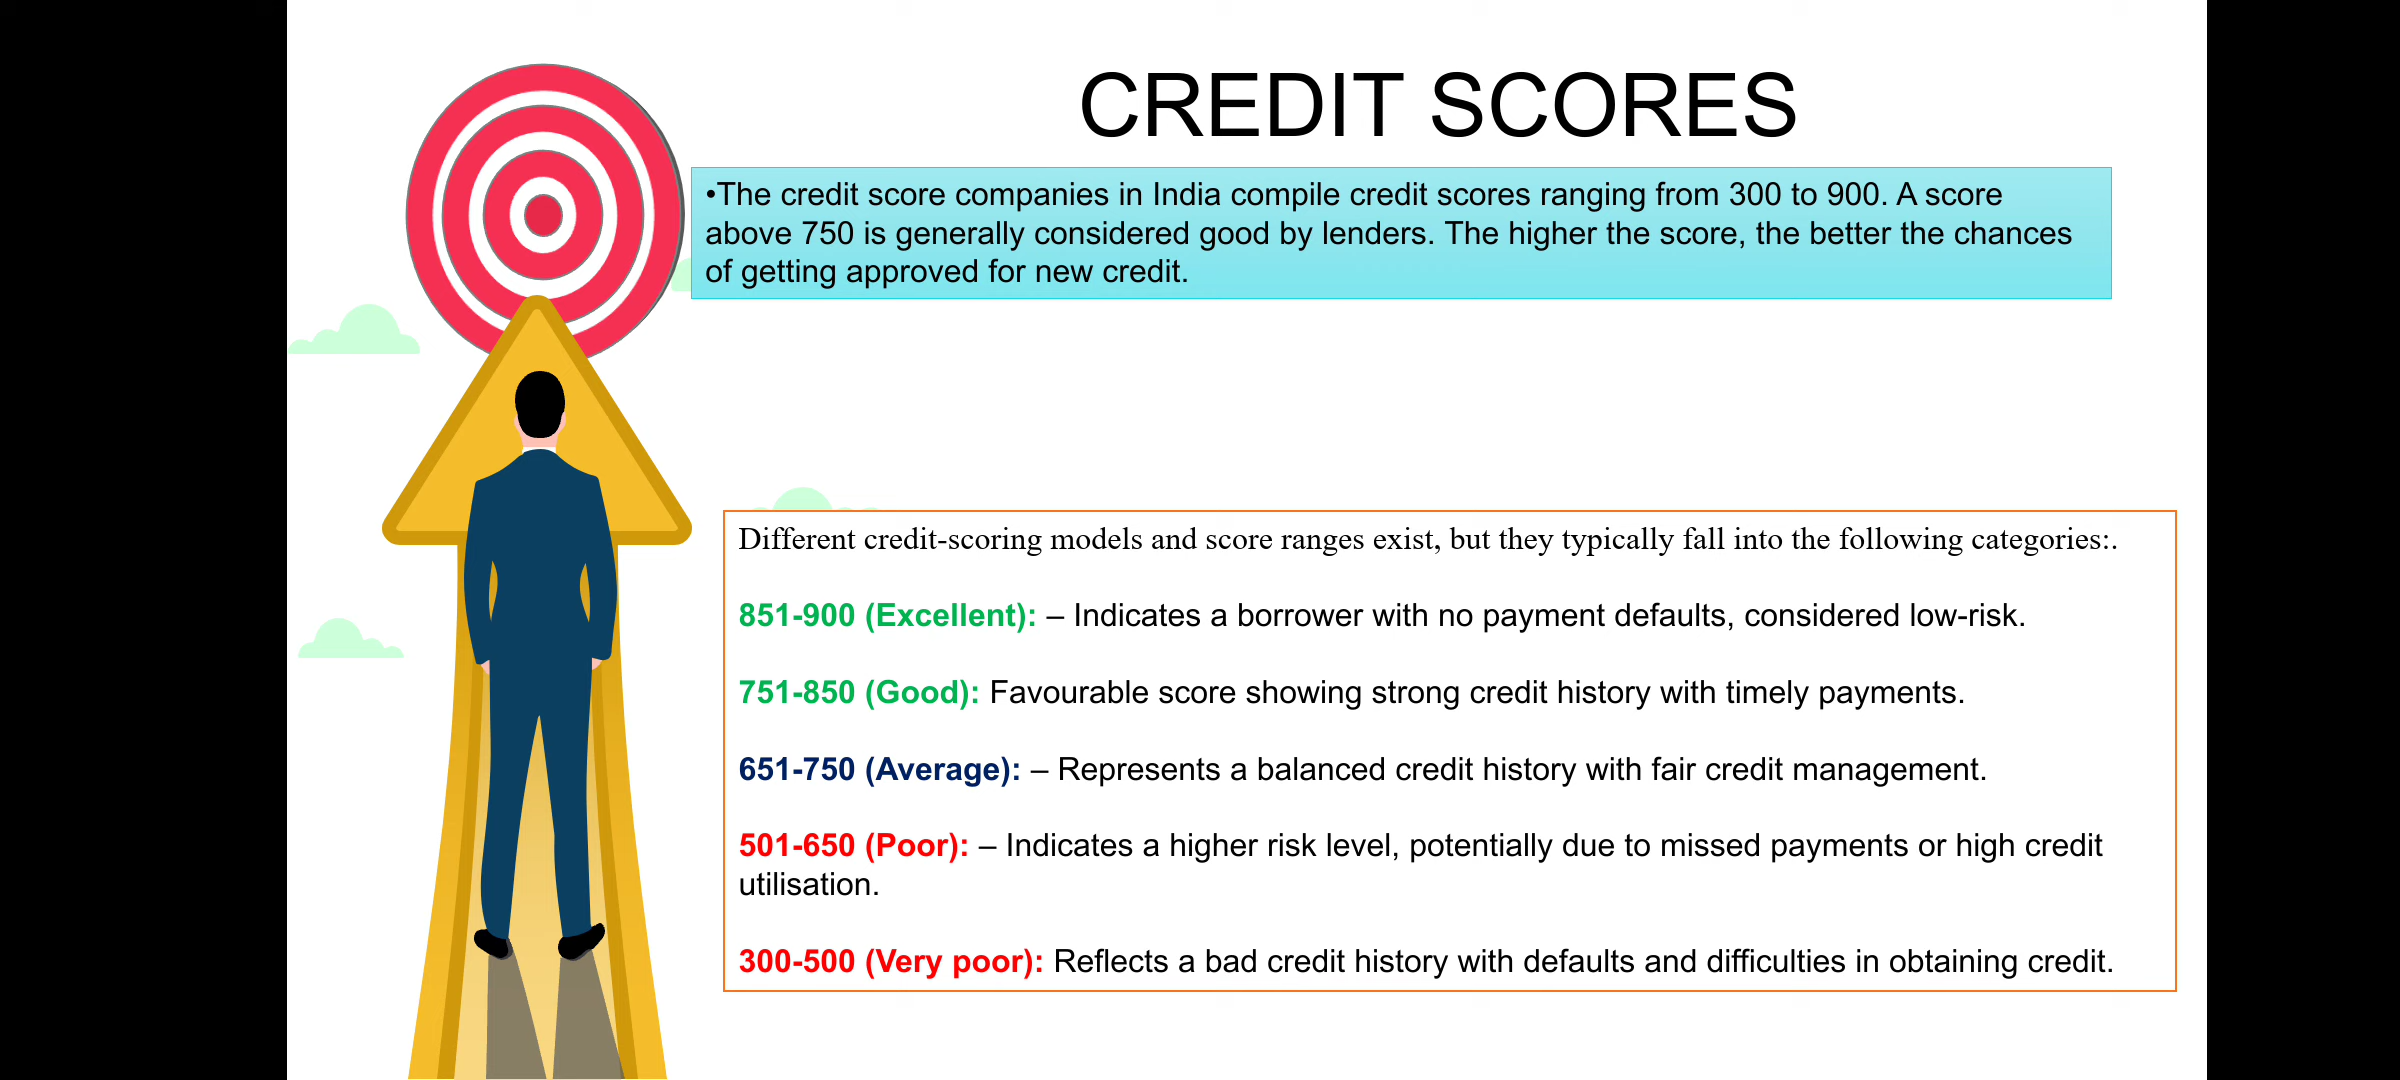 CREDIT SCORES
•The credit score companies in India compile credit scores ranging from 300 to 900. A score
above 750 is generally considered good by lenders. The higher the score, the better the chances
of getting approved for new credit.
Different credit-scoring models and score ranges exist, but they typically fall into the following categories:.
851-900 (Excellent): – Indicates a borrower with no payment defaults, considered low-risk.
751-850 (Good): Favourable score showing strong credit history with timely payments.
651-750 (Average): – Represents a balanced credit history with fair credit management.
501-650 (Poor): – Indicates a higher risk level, potentially due to missed payments or high credit
utilisation.
300-500 (Very poor): Reflects a bad credit history with defaults and difficulties in obtaining credit.